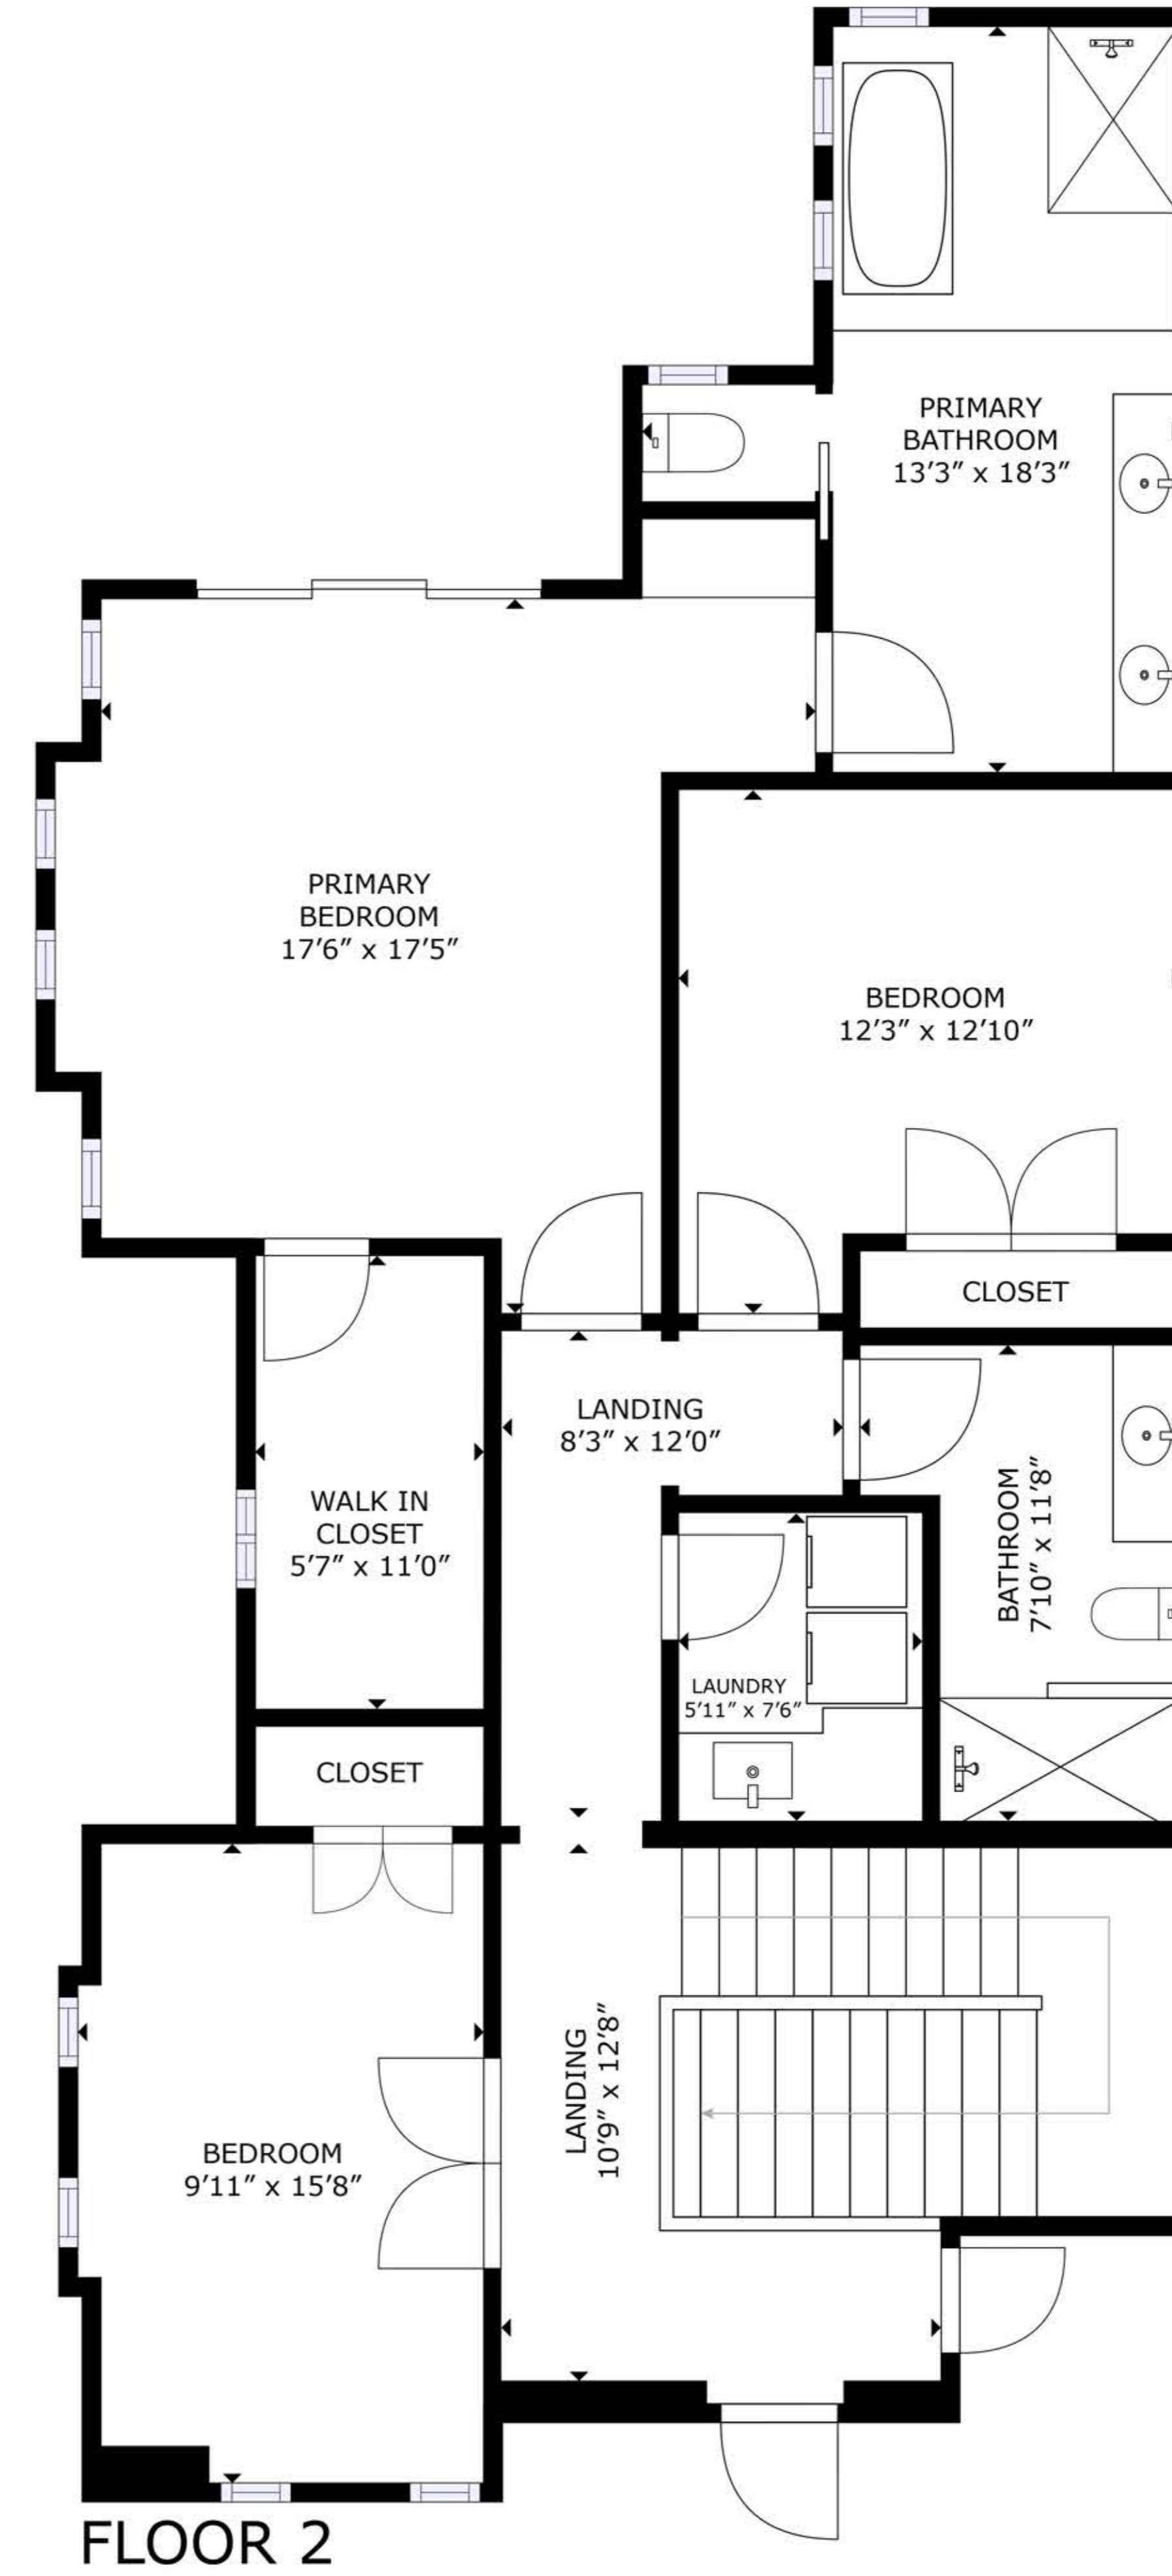 PRIMARY
BATHROOM
13′3″ x 18′3″
PRIMARY
BEDROOM
17′6″ x 17′5″
BEDROOM
12′3″ x 12′10″
CLOSET
LANDING
8′3″ x 12′0″
WALK IN
CLOSET
5′7″ x 11′0″
BATHROOM
7′10″ x 11′8″
LAUNDRY
5′11″ x 7′6″
CLOSET
LANDING
10′9″ x 12′8″
BEDROOM
9′11″ x 15′8″
FLOOR 2